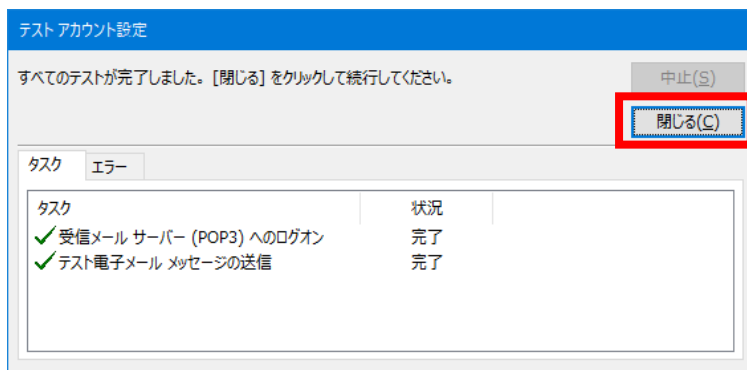 テスト アカウント設定
すべてのテストが完了しました。[閉じる] をクリックして続行してください。
中止(S)
閉じる(C)
タスク エラー
タスク 状況
受信メール サーバー (POP3) へのログオン 完了
テスト電子メール メッセージの送信 完了